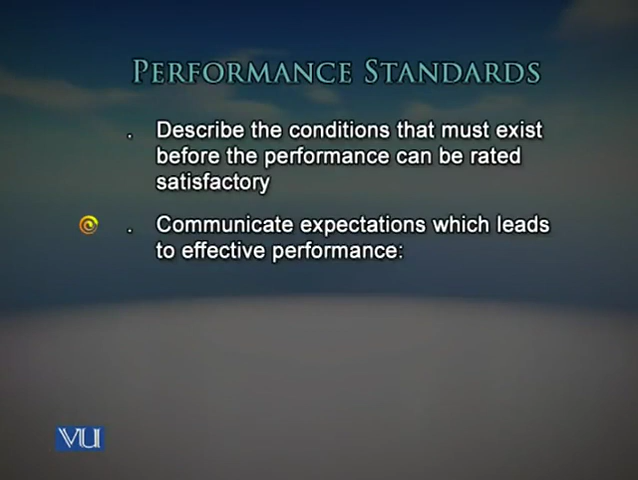 PERFORMANCE STANDARDS
. Describe the conditions that must exist
before the performance can be rated
satisfactory
. Communicate expectations which leads
to effective performance:
VU